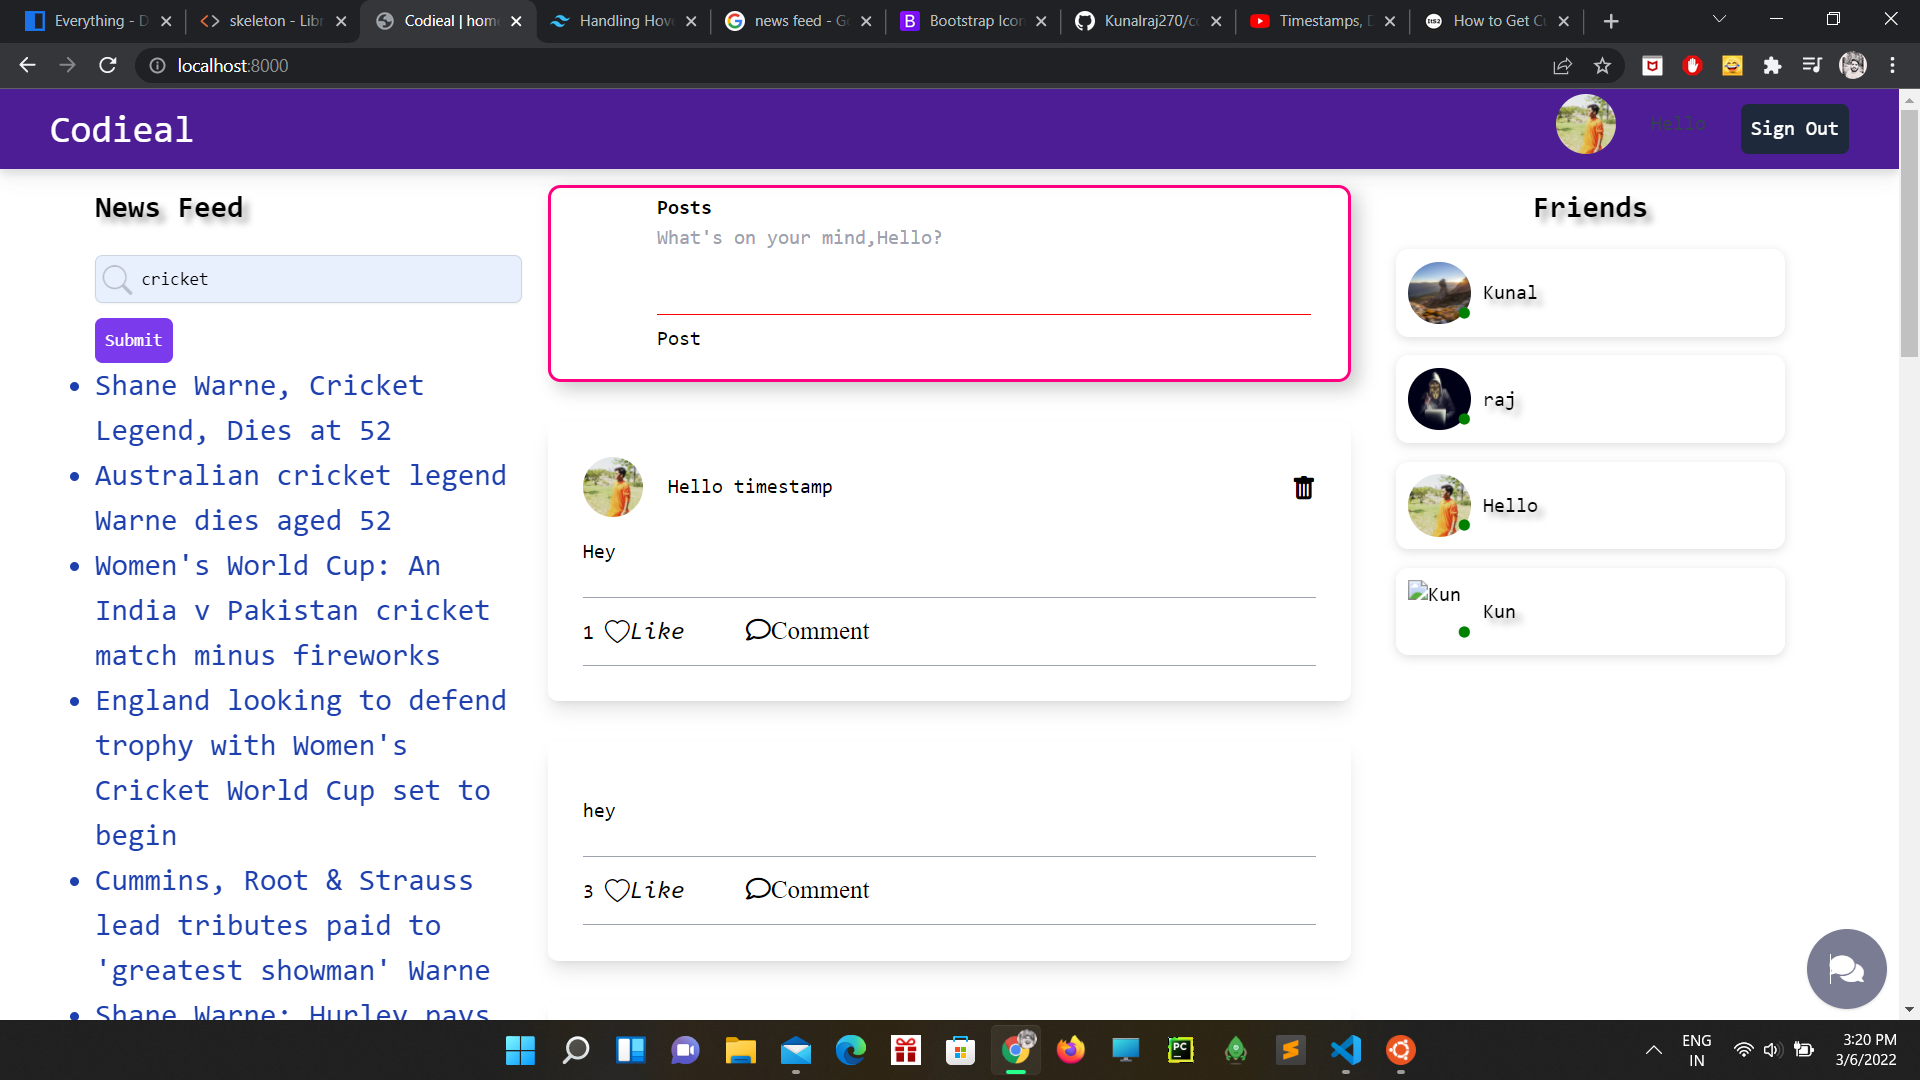 Everything - D
skeleton - Libr
Codieal | hom
Handling Hove
news feed - Go
Bootstrap Icon
Kunalraj270/co
Timestamps, D
How to Get Cu
localhost:8000
Codieal
Hello
Sign Out
News Feed
cricket
Submit
Shane Warne, Cricket
Legend, Dies at 52
Australian cricket legend
Warne dies aged 52
Women's World Cup: An
India v Pakistan cricket
match minus fireworks
England looking to defend
trophy with Women's
Cricket World Cup set to
begin
Cummins, Root & Strauss
lead tributes paid to
'greatest showman' Warne
Shane Warne: Hurley pays
Posts
What's on your mind,Hello?
Post
Hello timestamp
Hey
1 Like Comment
hey
3 Like Comment
Friends
Kunal
raj
Hello
Kun
Kun
ENG
IN
3:20 PM
3/6/2022